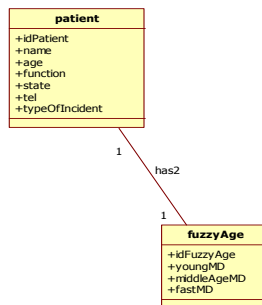 patient
+idPatient
+name
+age
+function
+state
+tel
+typeOfIncident
1
has2
1
fuzzyAge
+idFuzzyAge
+youngMD
+middleAgeMD
+fastMD